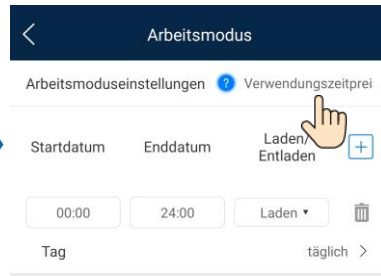 Arbeitsmodus
Arbeitsmoduseinstellungen ? Verwendungszeitprei
Startdatum Enddatum Laden/
Entladen +
00:00 24:00 Laden
Tag täglich